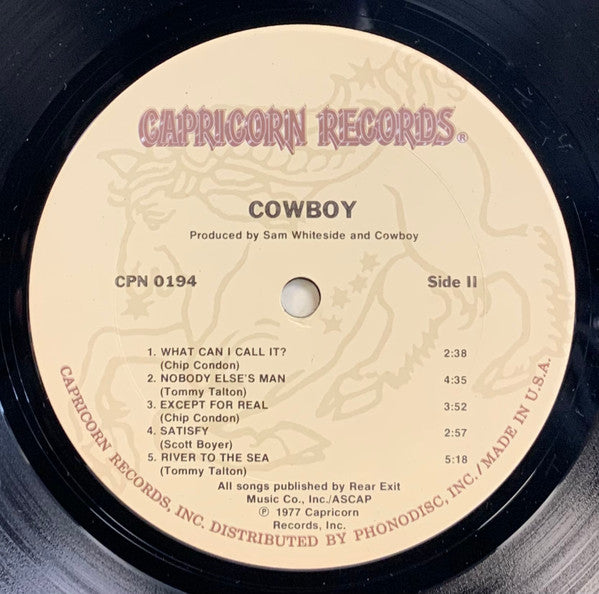 CAPRICORN RECORDS®
COWBOY
Produced by Sam Whiteside and Cowboy
CPN 0194
Side II
1. WHAT CAN I CALL IT? 2:38
(Chip Condon)
2. NOBODY ELSE'S MAN 4:35
(Tommy Talton)
3. EXCEPT FOR REAL 3:52
(Chip Condon)
4. SATISFY 2:57
(Scott Boyer)
5. RIVER TO THE SEA 5:18
(Tommy Talton)
All songs published by Rear Exit
Music Co., Inc./ASCAP
℗ 1977 Capricorn
Records, Inc.
CAPRICORN RECORDS, INC. DISTRIBUTED BY PHONODISC, INC. / MADE IN U.S.A.